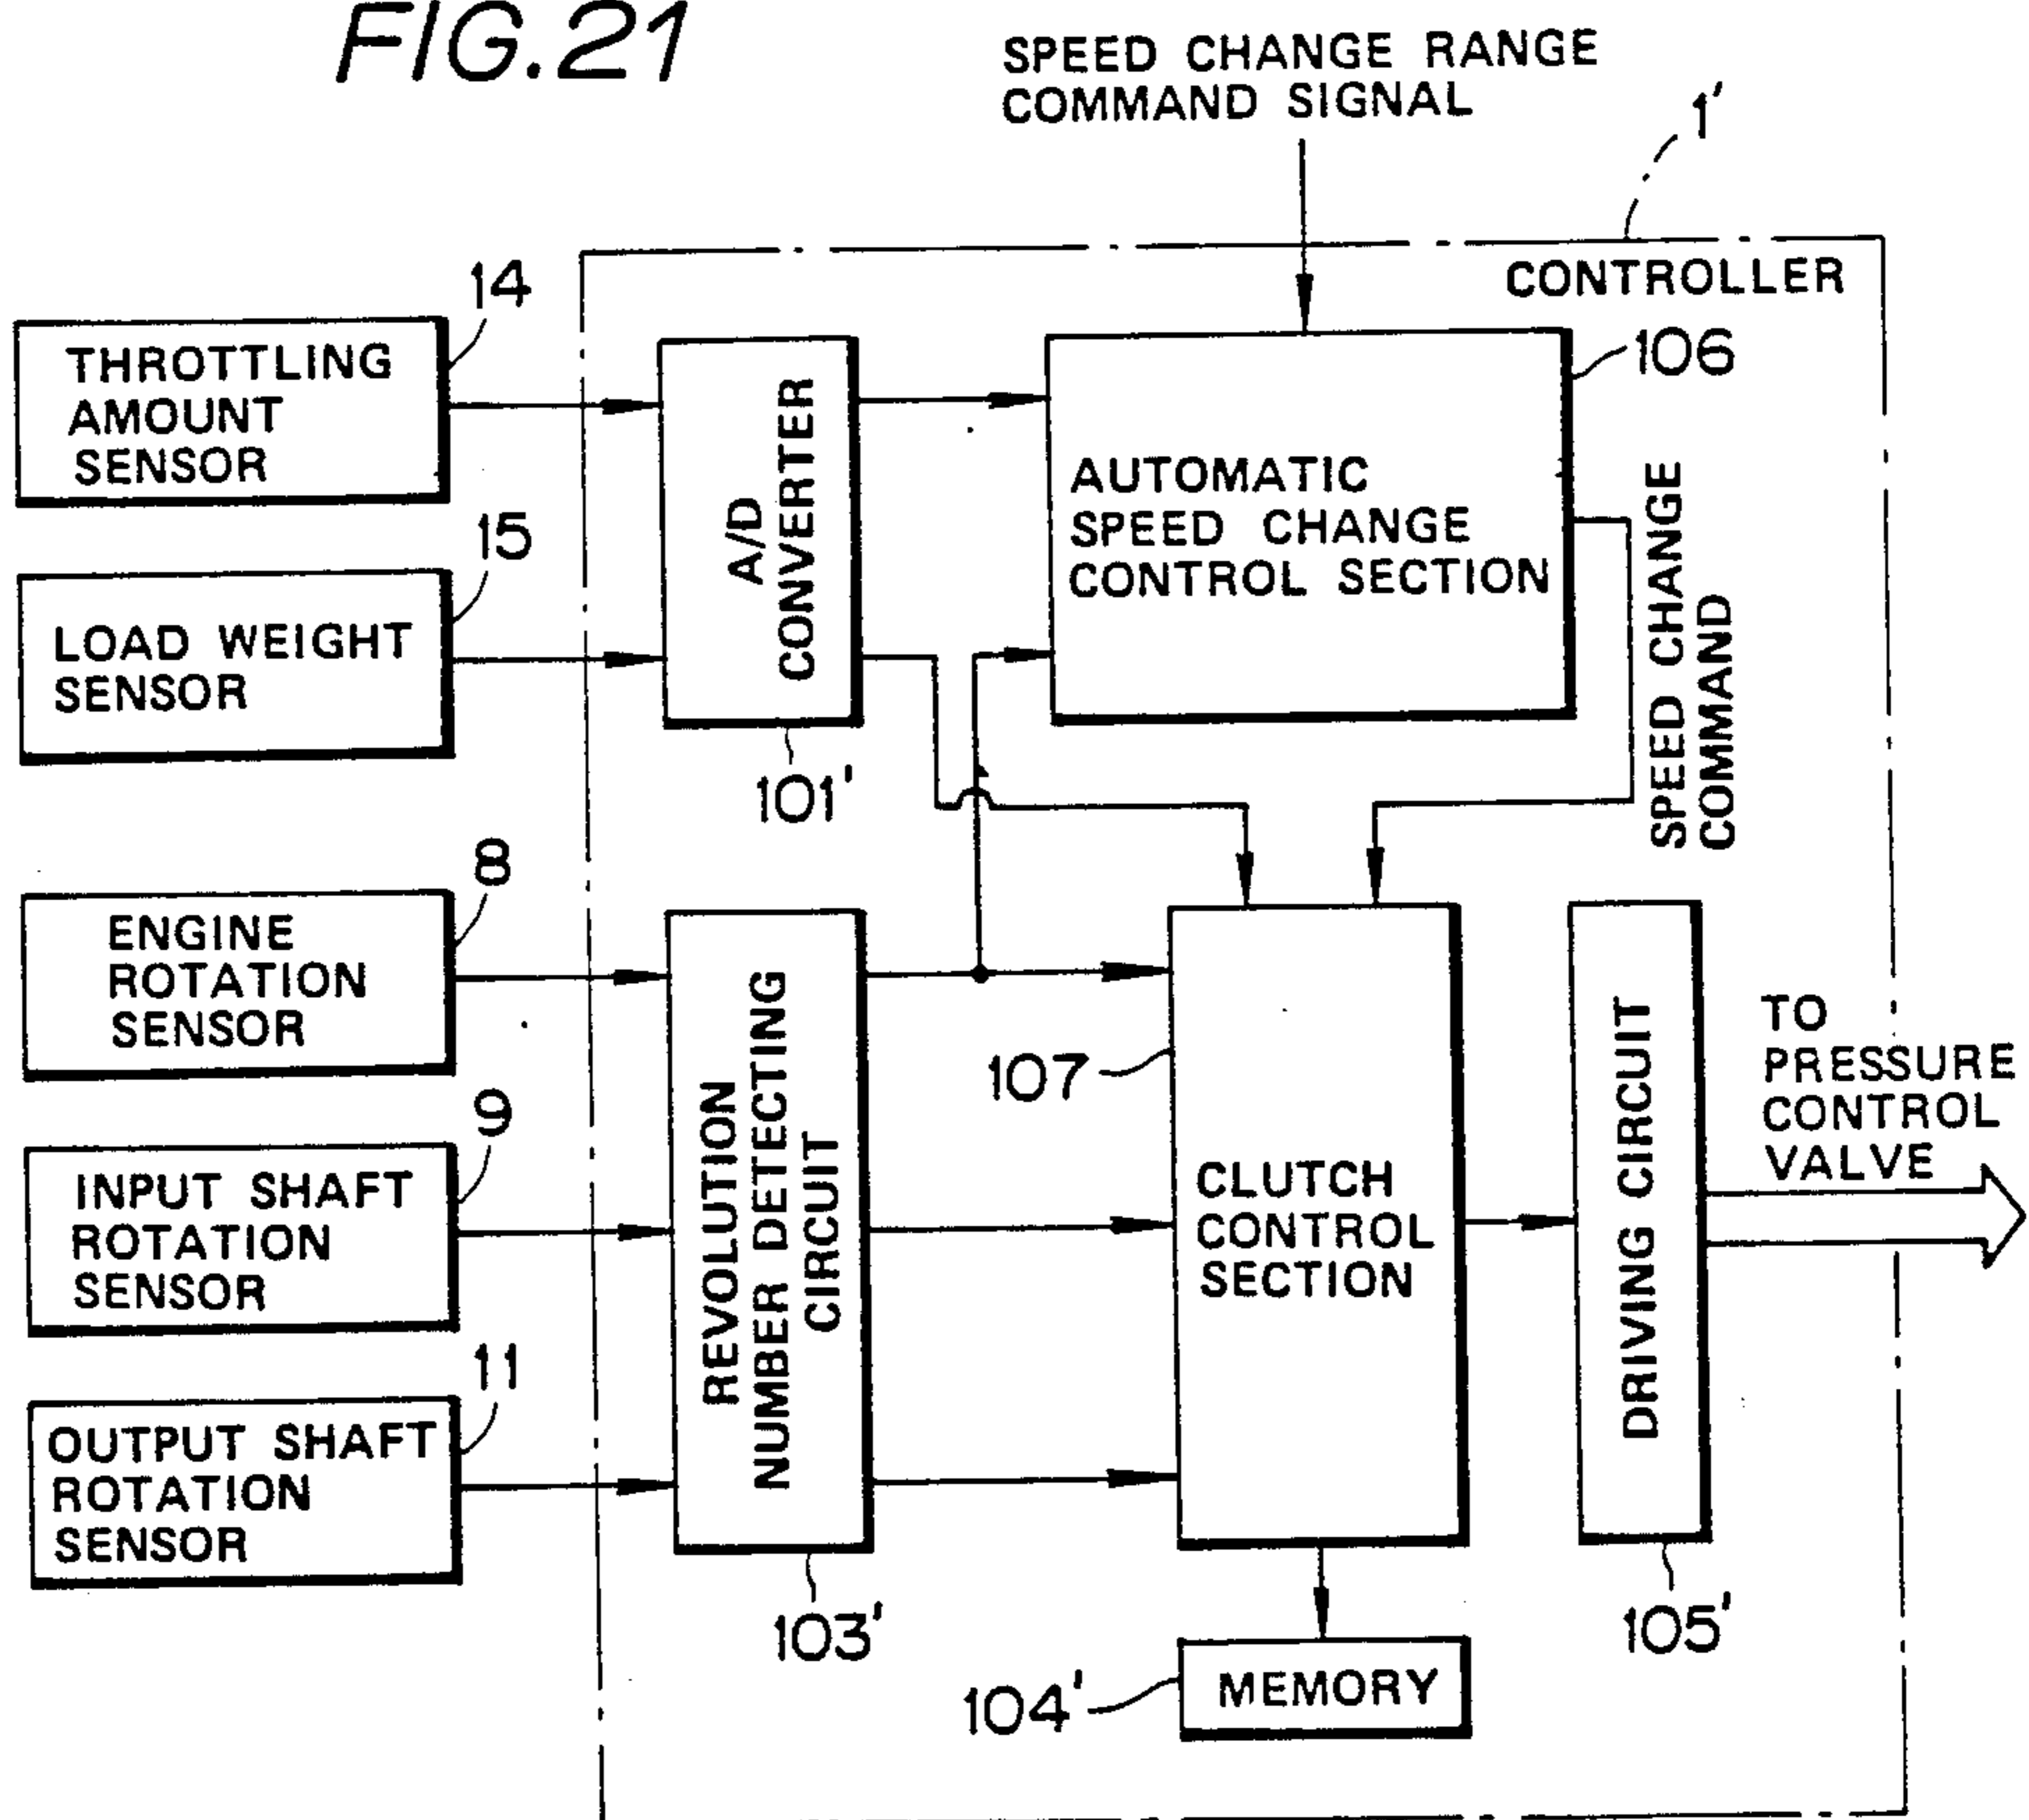 FIG.21
SPEED CHANGE RANGE
COMMAND SIGNAL
1'
CONTROLLER
14
THROTTLING
AMOUNT
SENSOR
15
LOAD WEIGHT
SENSOR
A/D
CONVERTER
101'
106
AUTOMATIC
SPEED CHANGE
CONTROL SECTION
SPEED CHANGE
COMMAND
8
ENGINE
ROTATION
SENSOR
9
INPUT SHAFT
ROTATION
SENSOR
11
OUTPUT SHAFT
ROTATION
SENSOR
REVOLUTION
NUMBER DETECTING
CIRCUIT
103'
107
CLUTCH
CONTROL
SECTION
DRIVING CIRCUIT
105'
TO
PRESSURE
CONTROL
VALVE
104'
MEMORY